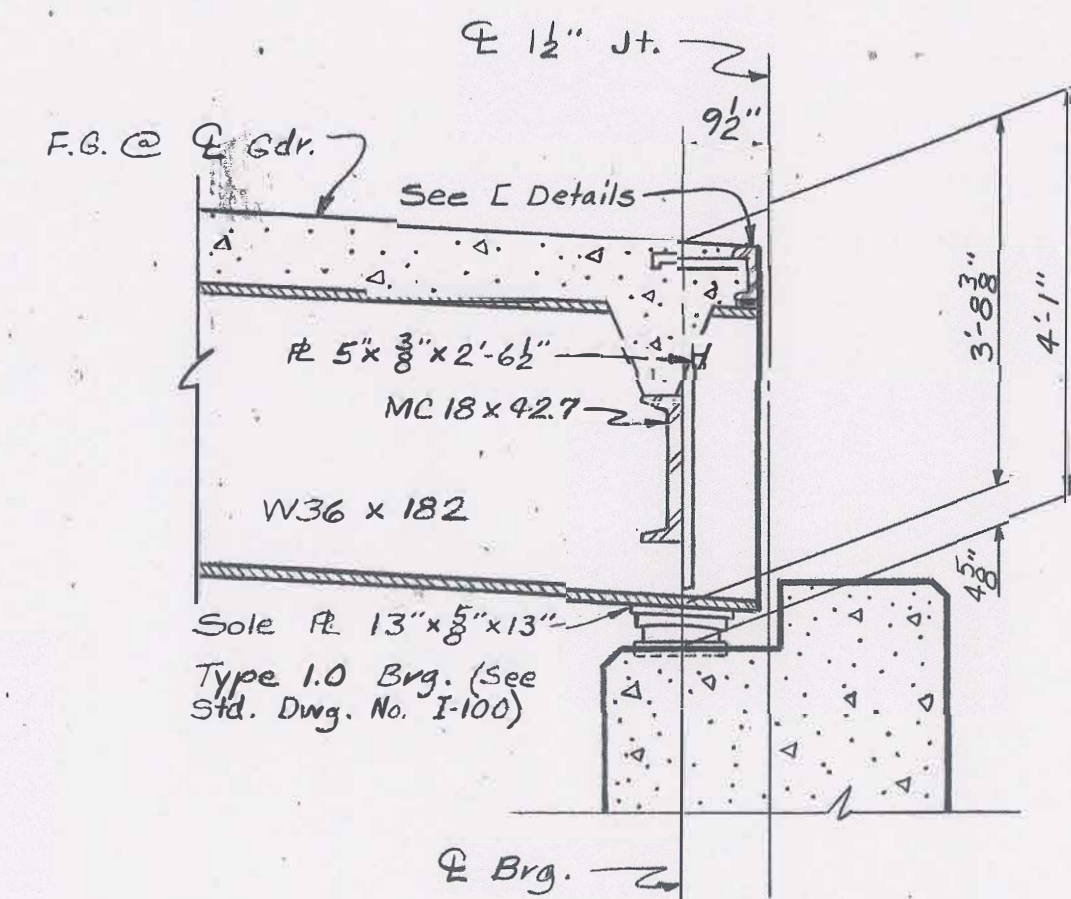 ℄ 1½" Jt.
9½"
F.G. @ ℄ Gdr.
See [ Details
3'-8⅜"
4'-1"
℞ 5" x ⅜" x 2'-6½"
MC 18 x 42.7
W36 x 182
4⅝"
Sole ℞ 13" x ⅝" x 13"
Type 1.0 Brg. (See
Std. Dwg. No. I-100)
℄ Brg.